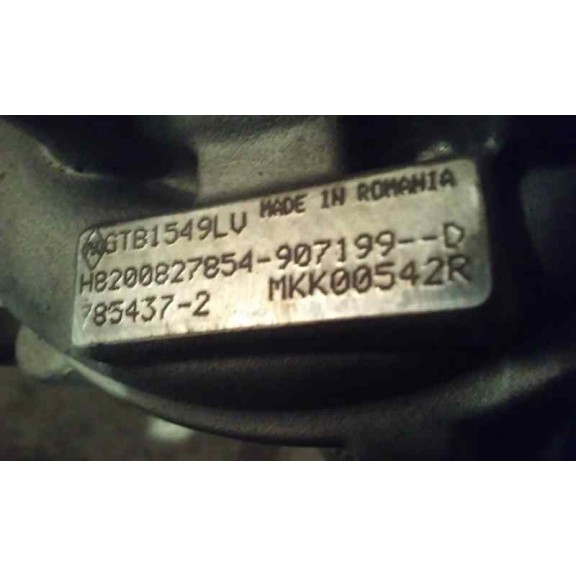 GTB1549LV MADE IN ROMANIA
H8200827854-907199--D
785437-2 MKK00542R